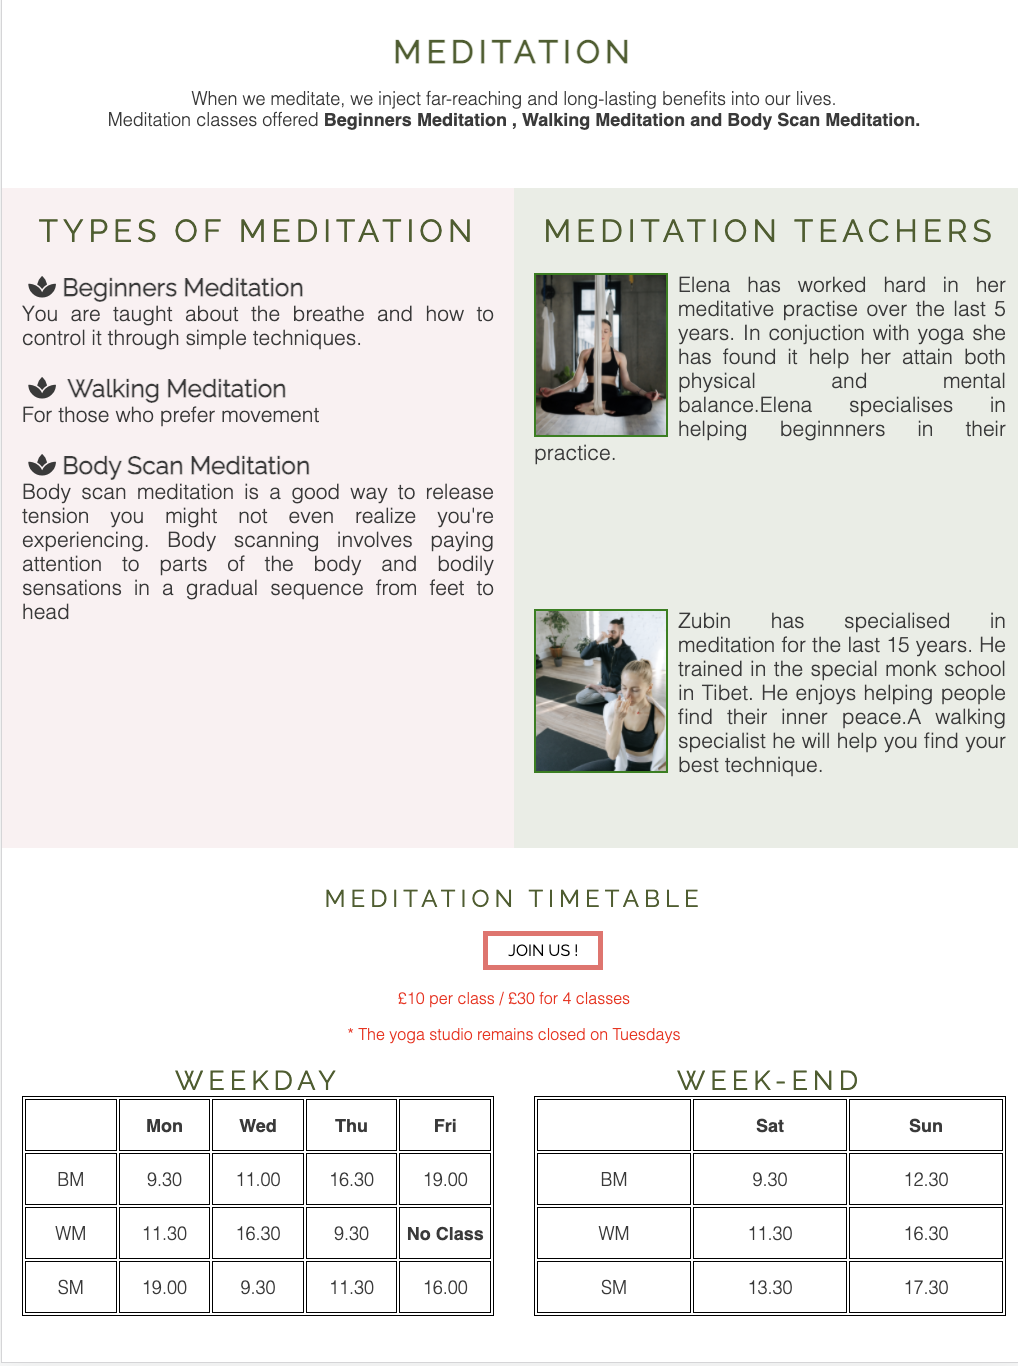 MEDITATION
When we meditate, we inject far-reaching and long-lasting benefits into our lives.
Meditation classes offered Beginners Meditation , Walking Meditation and Body Scan Meditation.
TYPES OF MEDITATION
Beginners Meditation
You are taught about the breathe and how to
control it through simple techniques.
Walking Meditation
For those who prefer movement
Body Scan Meditation
Body scan meditation is a good way to release
tension you might not even realize you're
experiencing. Body scanning involves paying
attention to parts of the body and bodily
sensations in a gradual sequence from feet to
head
MEDITATION TEACHERS
Elena has worked hard in her
meditative practise over the last 5
years. In conjuction with yoga she
has found it help her attain both
physical and mental
balance.Elena specialises in
helping beginnners in their
practice.
Zubin has specialised in
meditation for the last 15 years. He
trained in the special monk school
in Tibet. He enjoys helping people
find their inner peace.A walking
specialist he will help you find your
best technique.
MEDITATION TIMETABLE
JOIN US !
£10 per class / £30 for 4 classes
* The yoga studio remains closed on Tuesdays
WEEKDAY
Mon Wed Thu Fri
BM 9.30 11.00 16.30 19.00
WM 11.30 16.30 9.30 No Class
SM 19.00 9.30 11.30 16.00
WEEK-END
Sat Sun
BM 9.30 12.30
WM 11.30 16.30
SM 13.30 17.30